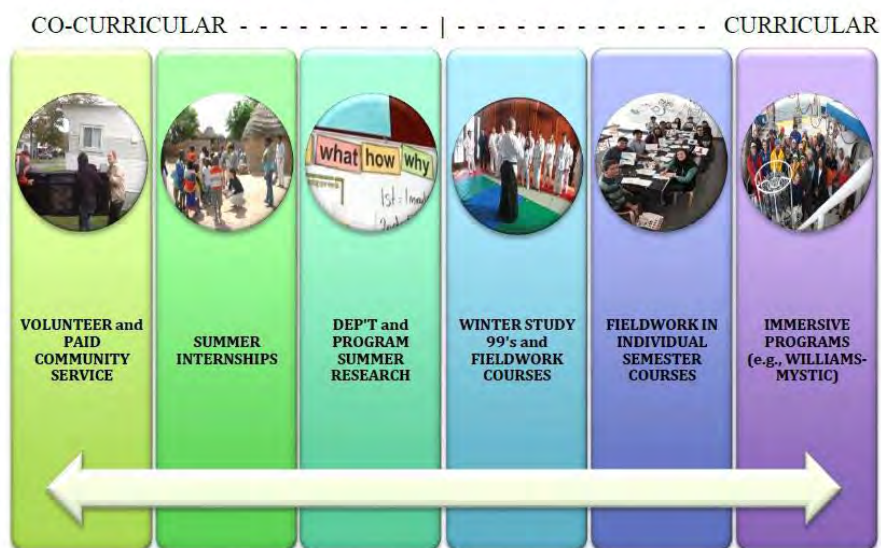 CO-CURRICULAR - - - - - - - - - - | - - - - - - - - - - - - - CURRICULAR
what how why
VOLUNTEER and
PAID
COMMUNITY
SERVICE
SUMMER
INTERNSHIPS
DEP'T and
PROGRAM
SUMMER
RESEARCH
WINTER STUDY
99's and
FIELDWORK
COURSES
FIELDWORK IN
INDIVIDUAL
SEMESTER
COURSES
IMMERSIVE
PROGRAMS
(e.g., WILLIAMS-
MYSTIC)